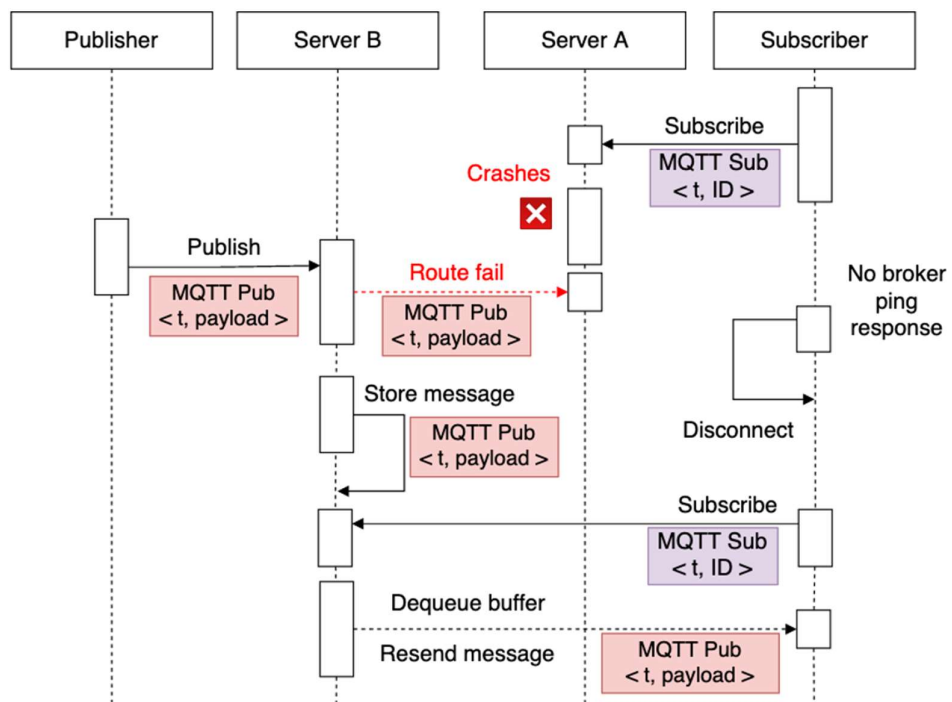 Publisher
Server B
Server A
Subscriber
Subscribe
MQTT Sub
< t, ID >
Crashes
Publish
MQTT Pub
< t, payload >
Route fail
MQTT Pub
< t, payload >
No broker
ping
response
Store message
MQTT Pub
< t, payload >
Disconnect
Subscribe
MQTT Sub
< t, ID >
Dequeue buffer
Resend message
MQTT Pub
< t, payload >